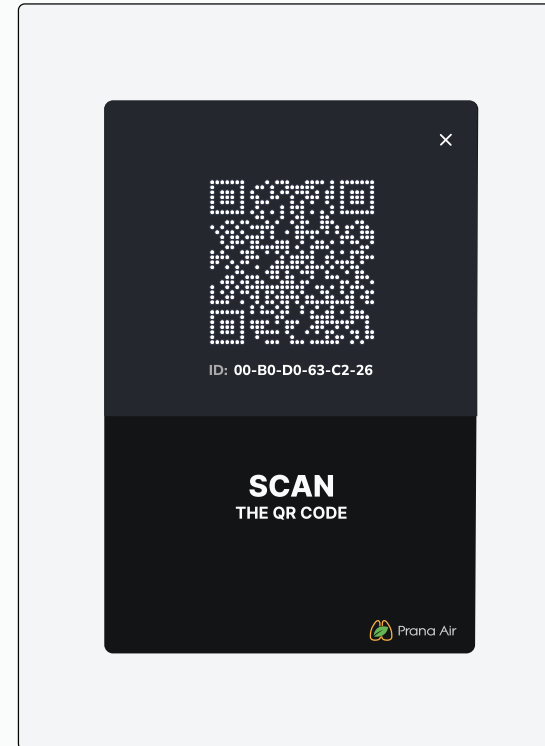 ID: 00-B0-D0-63-C2-26
SCAN
THE QR CODE
Prana Air